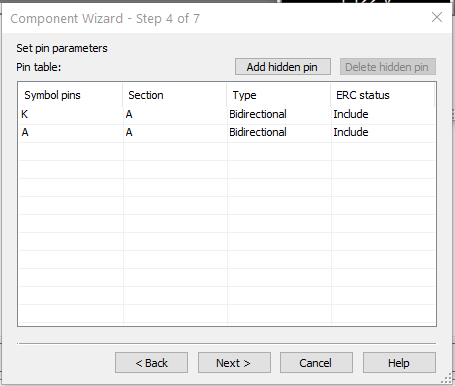 Component Wizard - Step 4 of 7
Set pin parameters
Pin table: Add hidden pin Delete hidden pin
Symbol pins Section Type ERC status
K A Bidirectional Include
A A Bidirectional Include
< Back Next > Cancel Help